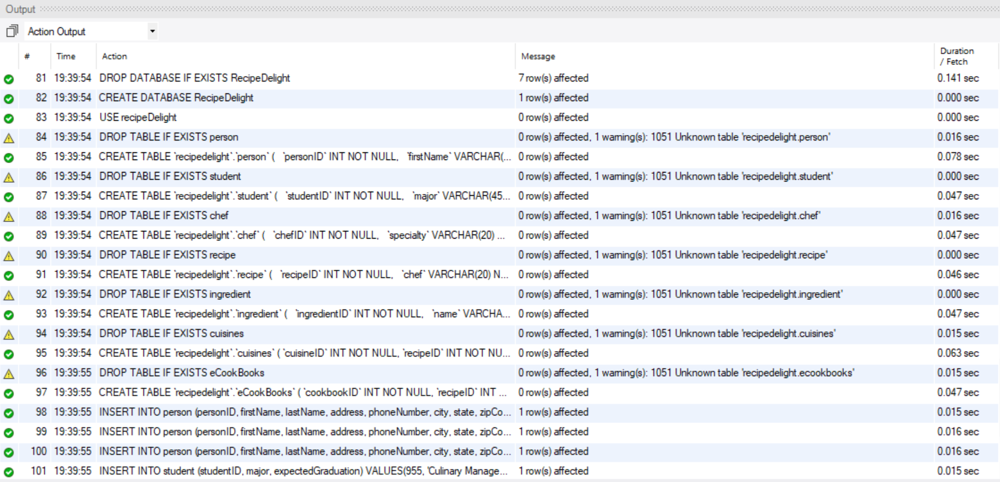 Output
Action Output
# Time Action Message Duration / Fetch
81 19:39:54 DROP DATABASE IF EXISTS RecipeDelight 7 row(s) affected 0.141 sec
82 19:39:54 CREATE DATABASE RecipeDelight 1 row(s) affected 0.000 sec
83 19:39:54 USE recipeDelight 0 row(s) affected 0.000 sec
84 19:39:54 DROP TABLE IF EXISTS person 0 row(s) affected, 1 warning(s): 1051 Unknown table 'recipedelight.person' 0.016 sec
85 19:39:54 CREATE TABLE `recipedelight`.`person` ( `personID` INT NOT NULL, `firstName` VARCHAR(... 0 row(s) affected 0.078 sec
86 19:39:54 DROP TABLE IF EXISTS student 0 row(s) affected, 1 warning(s): 1051 Unknown table 'recipedelight.student' 0.000 sec
87 19:39:54 CREATE TABLE `recipedelight`.`student` ( `studentID` INT NOT NULL, `major` VARCHAR(45... 0 row(s) affected 0.047 sec
88 19:39:54 DROP TABLE IF EXISTS chef 0 row(s) affected, 1 warning(s): 1051 Unknown table 'recipedelight.chef' 0.016 sec
89 19:39:54 CREATE TABLE `recipedelight`.`chef` ( `chefID` INT NOT NULL, `specialty` VARCHAR(20) ... 0 row(s) affected 0.047 sec
90 19:39:54 DROP TABLE IF EXISTS recipe 0 row(s) affected, 1 warning(s): 1051 Unknown table 'recipedelight.recipe' 0.000 sec
91 19:39:54 CREATE TABLE `recipedelight`.`recipe` ( `recipeID` INT NOT NULL, `chef` VARCHAR(20) N... 0 row(s) affected 0.046 sec
92 19:39:54 DROP TABLE IF EXISTS ingredient 0 row(s) affected, 1 warning(s): 1051 Unknown table 'recipedelight.ingredient' 0.000 sec
93 19:39:54 CREATE TABLE `recipedelight`.`ingredient` ( `ingredientID` INT NOT NULL, `name` VARCHA... 0 row(s) affected 0.047 sec
94 19:39:54 DROP TABLE IF EXISTS cuisines 0 row(s) affected, 1 warning(s): 1051 Unknown table 'recipedelight.cuisines' 0.015 sec
95 19:39:54 CREATE TABLE `recipedelight`.`cuisines` ( `cuisineID` INT NOT NULL, `recipeID` INT NOT NU... 0 row(s) affected 0.063 sec
96 19:39:55 DROP TABLE IF EXISTS eCookBooks 0 row(s) affected, 1 warning(s): 1051 Unknown table 'recipedelight.ecookbooks' 0.015 sec
97 19:39:55 CREATE TABLE `recipedelight`.`eCookBooks` ( `cookbookID` INT NOT NULL, `recipeID` INT ... 0 row(s) affected 0.047 sec
98 19:39:55 INSERT INTO person (personID, firstName, lastName, address, phoneNumber, city, state, zipCo... 1 row(s) affected 0.015 sec
99 19:39:55 INSERT INTO person (personID, firstName, lastName, address, phoneNumber, city, state, zipCo... 1 row(s) affected 0.016 sec
100 19:39:55 INSERT INTO person (personID, firstName, lastName, address, phoneNumber, city, state, zipCo... 1 row(s) affected 0.016 sec
101 19:39:55 INSERT INTO student (studentID, major, expectedGraduation) VALUES(955, 'Culinary Manage... 1 row(s) affected 0.015 sec